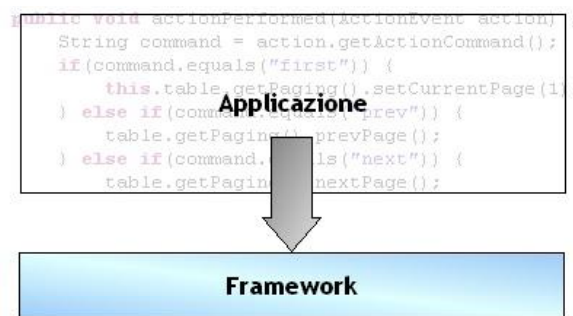 public void actionPerformed(ActionEvent action)
String command = action.getActionCommand();
if(command.equals("first")) {
this.table.getPaging().setCurrentPage(1)
Applicazione
} else if(command.equals("prev")) {
table.getPaging().prevPage();
} else if(command.equals("next")) {
table.getPaging().nextPage();
Framework